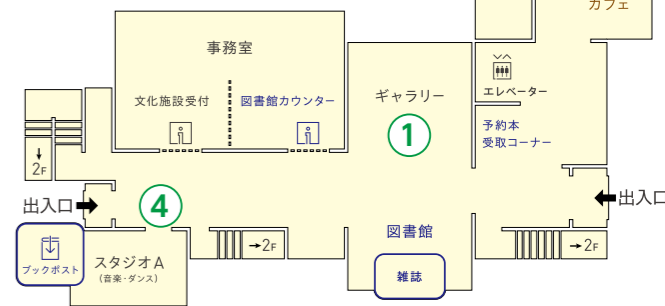 カフェ
事務室
文化施設受付
図書館カウンター
ギャラリー
1
エレベーター
予約本
受取コーナー
2F
出入口
4
出入口
図書館
2F
2F
ブックポスト
スタジオA
(音楽・ダンス)
雑誌